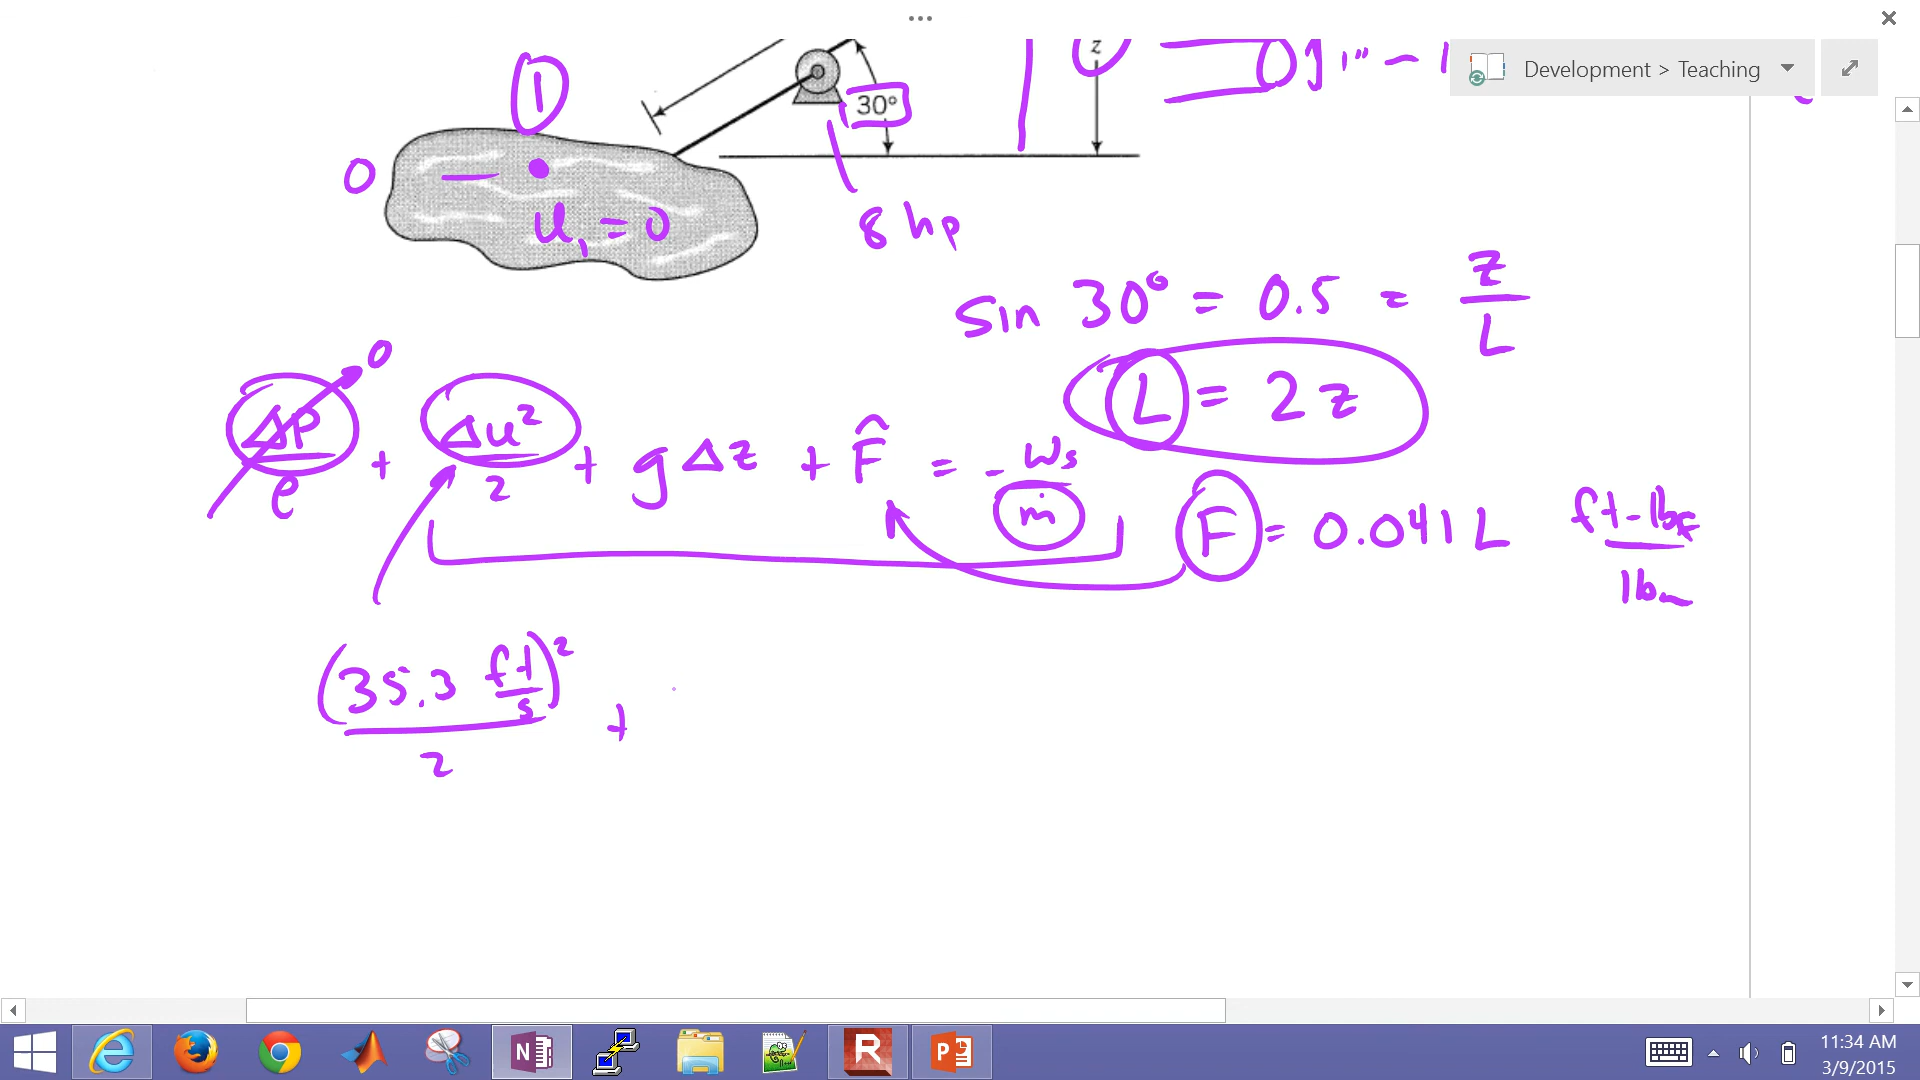 Development > Teaching
①
z
1"
30°
0
u₁ = 0
8 hp
sin 30° = 0.5 = z/L
L = 2z
ΔP/ρ → 0 + Δu²/2 + gΔz + F̂ = -Ws/ṁ
F = 0.041 L ft-lbf/lbm
(35.3 ft/s)²/2 +
N
R
P
11:34 AM
3/9/2015